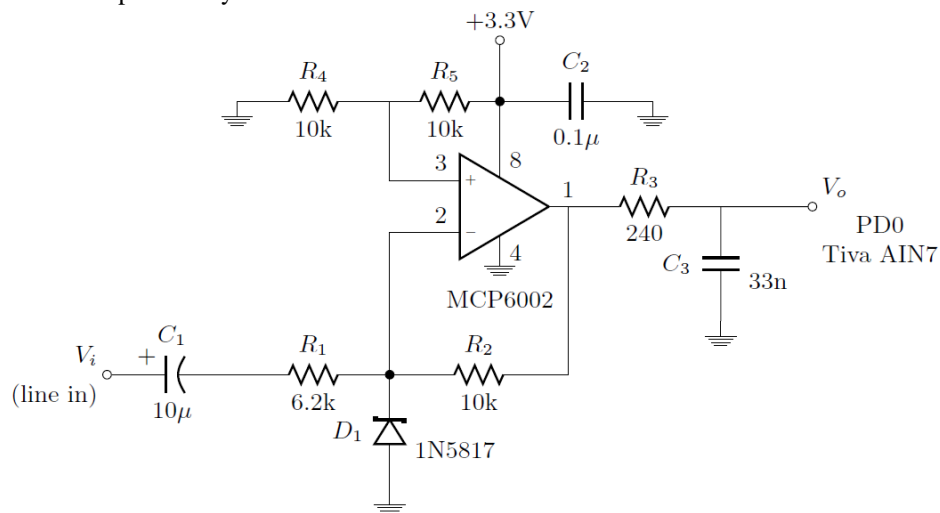 +3.3V
R4
R5
C2
10k
10k
0.1μ
3
8
+
2
1
R3
Vo
−
240
PD0
4
C3
Tiva AIN7
33n
MCP6002
C1
R1
R2
Vi
+
(line in)
10μ
6.2k
10k
D1
1N5817